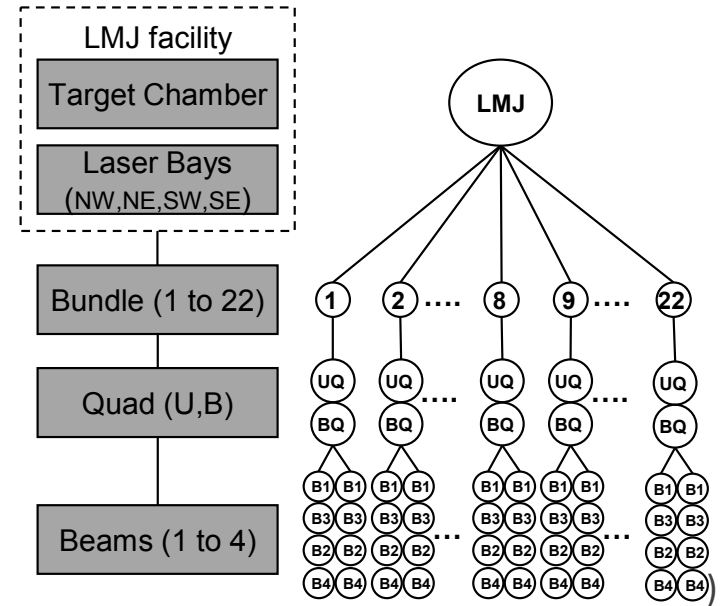 LMJ facility
Target Chamber
Laser Bays
(NW,NE,SW,SE)
Bundle (1 to 22)
Quad (U,B)
Beams (1 to 4)
LMJ
1 2 .... 8 9 .... 22
UQ UQ UQ UQ UQ
.... ....
BQ BQ BQ BQ BQ
B1 B1 B1 B1 B1 B1 B1 B1 B1 B1
B3 B3 B3 B3 B3 B3 B3 B3 B3 B3
... ...
B2 B2 B2 B2 B2 B2 B2 B2 B2 B2
B4 B4 B4 B4 B4 B4 B4 B4 B4 B4 )